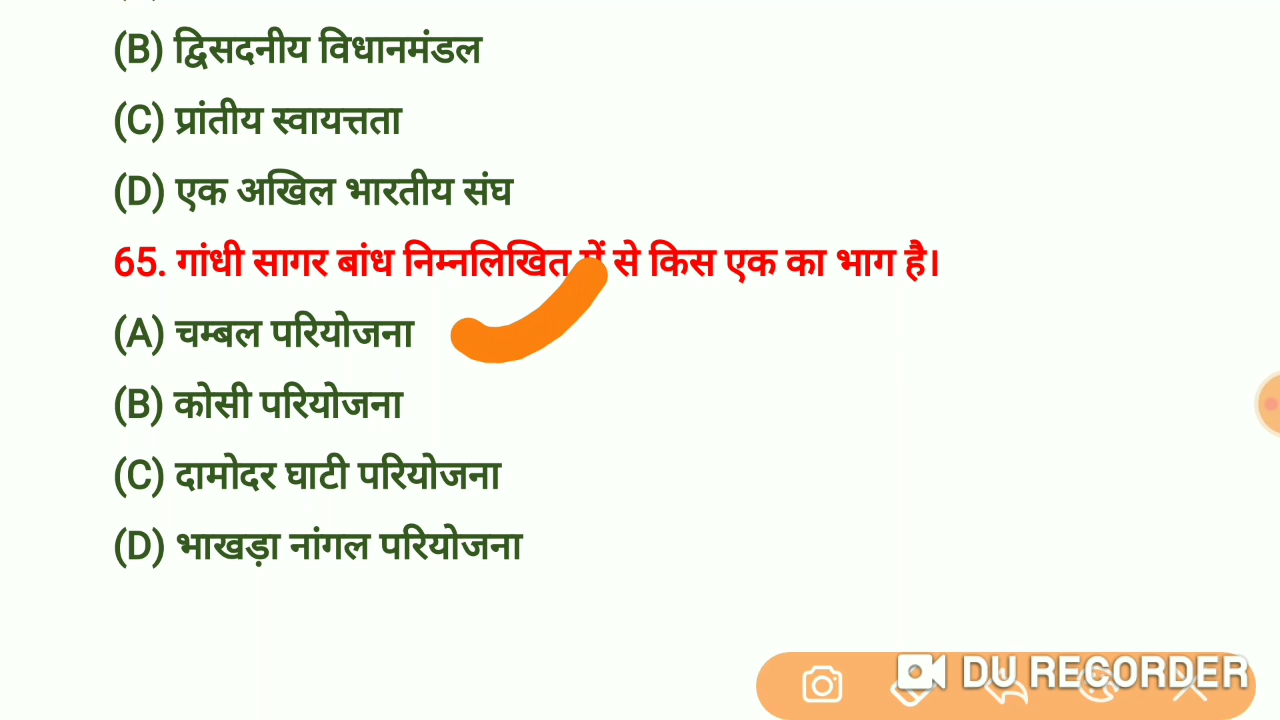 (B) द्विसदनीय विधानमंडल
(C) प्रांतीय स्वायत्तता
(D) एक अखिल भारतीय संघ
65. गांधी सागर बांध निम्नलिखित में से किस एक का भाग है।
(A) चम्बल परियोजना
(B) कोसी परियोजना
(C) दामोदर घाटी परियोजना
(D) भाखड़ा नांगल परियोजना
DU RECORDER